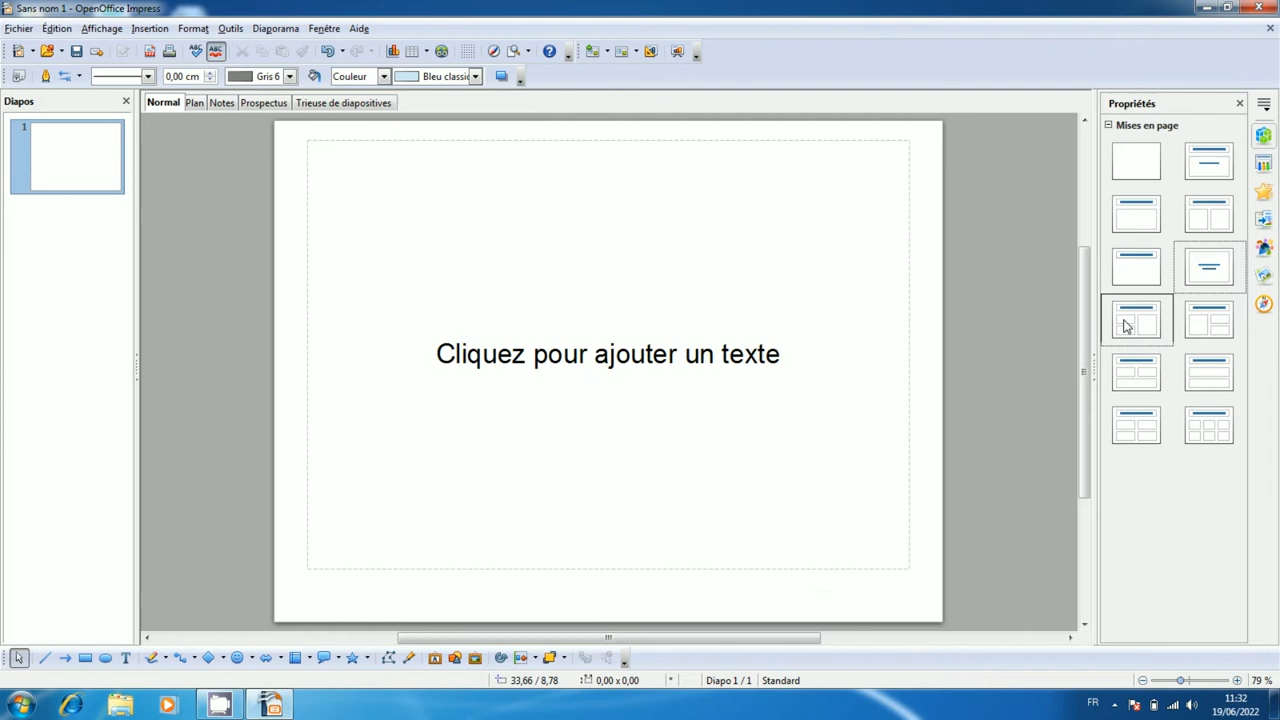 Sans nom 1 - OpenOffice Impress
Fichier Édition Affichage Insertion Format Outils Diaporama Fenêtre Aide
0,00 cm Gris 6 Couleur Bleu classic
Diapos
Normal Plan Notes Prospectus Trieuse de diapositives
Propriétés
Mises en page
1
Cliquez pour ajouter un texte
33,66 / 8,78 0,00 x 0,00 * Diapo 1 / 1 Standard 79 %
FR 11:32
19/06/2022